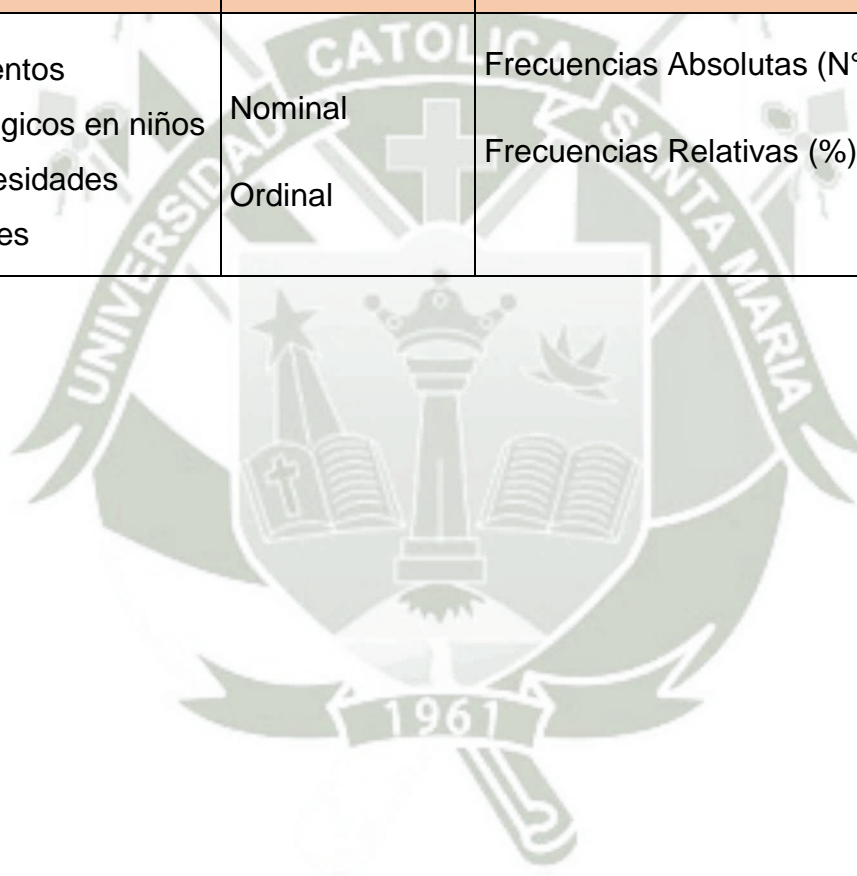 entos
gicos en niños
esidades
es
Nominal
Ordinal
Frecuencias Absolutas (N°
Frecuencias Relativas (%)
UNIVERSIDAD CATOLICA SANTA MARIA
1961